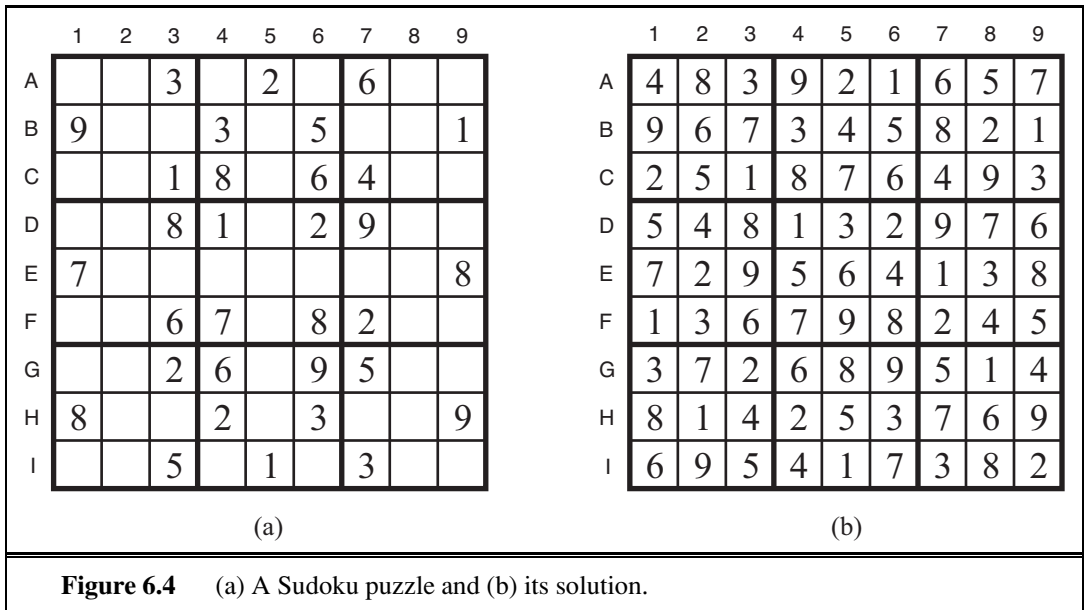 1 2 3 4 5 6 7 8 9
A 3 2 6
B 9 3 5 1
C 1 8 6 4
D 8 1 2 9
E 7 8
F 6 7 8 2
G 2 6 9 5
H 8 2 3 9
I 5 1 3
(a)
1 2 3 4 5 6 7 8 9
A 4 8 3 9 2 1 6 5 7
B 9 6 7 3 4 5 8 2 1
C 2 5 1 8 7 6 4 9 3
D 5 4 8 1 3 2 9 7 6
E 7 2 9 5 6 4 1 3 8
F 1 3 6 7 9 8 2 4 5
G 3 7 2 6 8 9 5 1 4
H 8 1 4 2 5 3 7 6 9
I 6 9 5 4 1 7 3 8 2
(b)
Figure 6.4 (a) A Sudoku puzzle and (b) its solution.